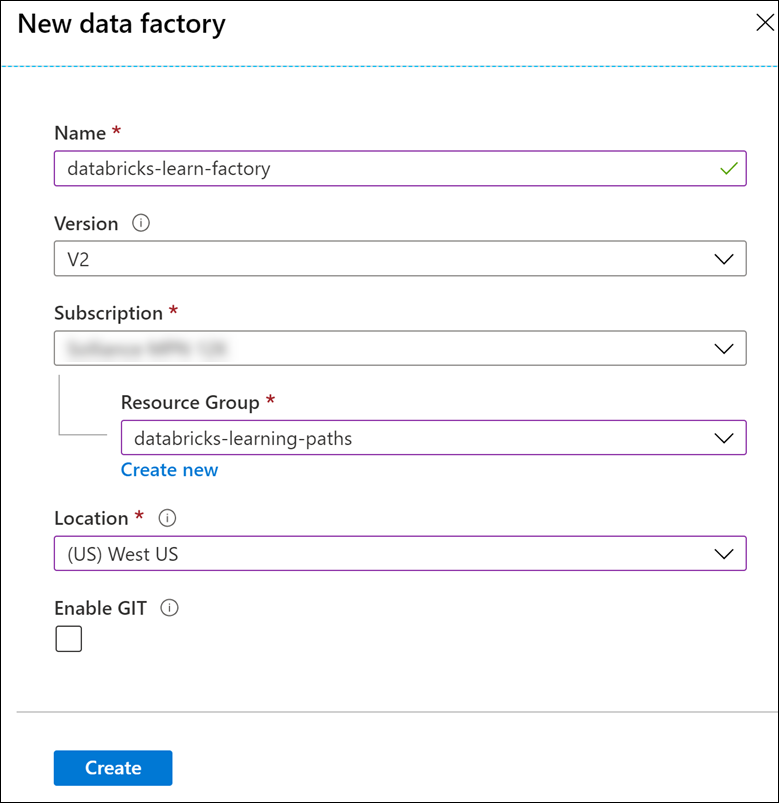 New data factory
Name *
databricks-learn-factory
Version
V2
Subscription *
Resource Group *
databricks-learning-paths
Create new
Location *
(US) West US
Enable GIT
Create